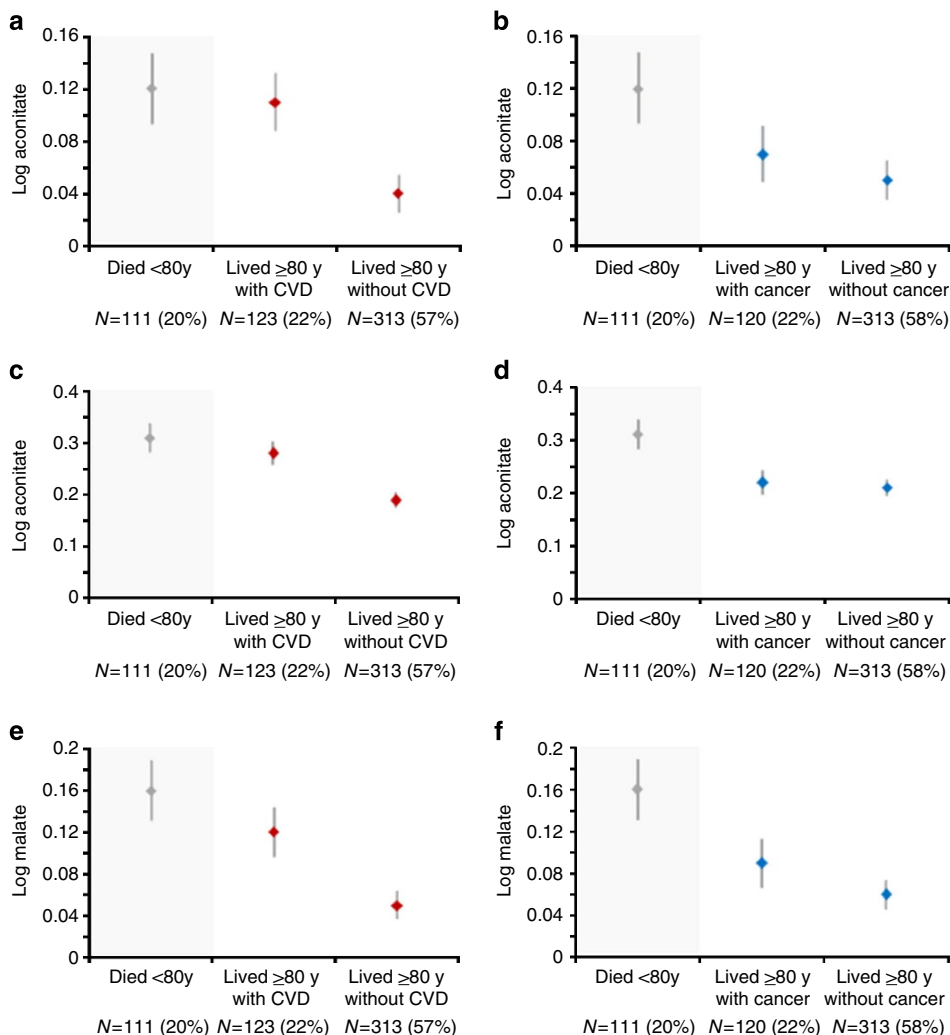 a
0.16
0.12
0.08
0.04
0
Log aconitate
Died <80y
Lived ≥80 y
with CVD
Lived ≥80 y
without CVD
N=111 (20%) N=123 (22%) N=313 (57%)
b
0.16
0.12
0.08
0.04
0
Log aconitate
Died <80y
Lived ≥80 y
with cancer
Lived ≥80 y
without cancer
N=111 (20%) N=120 (22%) N=313 (58%)
c
0.4
0.3
0.2
0.1
0
Log aconitate
Died <80y
Lived ≥80 y
with CVD
Lived ≥80 y
without CVD
N=111 (20%) N=123 (22%) N=313 (57%)
d
0.4
0.3
0.2
0.1
0
Log aconitate
Died <80y
Lived ≥80 y
with cancer
Lived ≥80 y
without cancer
N=111 (20%) N=120 (22%) N=313 (58%)
e
0.2
0.16
0.12
0.08
0.04
0
Log malate
Died <80y
Lived ≥80 y
with CVD
Lived ≥80 y
without CVD
N=111 (20%) N=123 (22%) N=313 (57%)
f
0.2
0.16
0.12
0.08
0.04
0
Log malate
Died <80y
Lived ≥80 y
with cancer
Lived ≥80 y
without cancer
N=111 (20%) N=120 (22%) N=313 (58%)